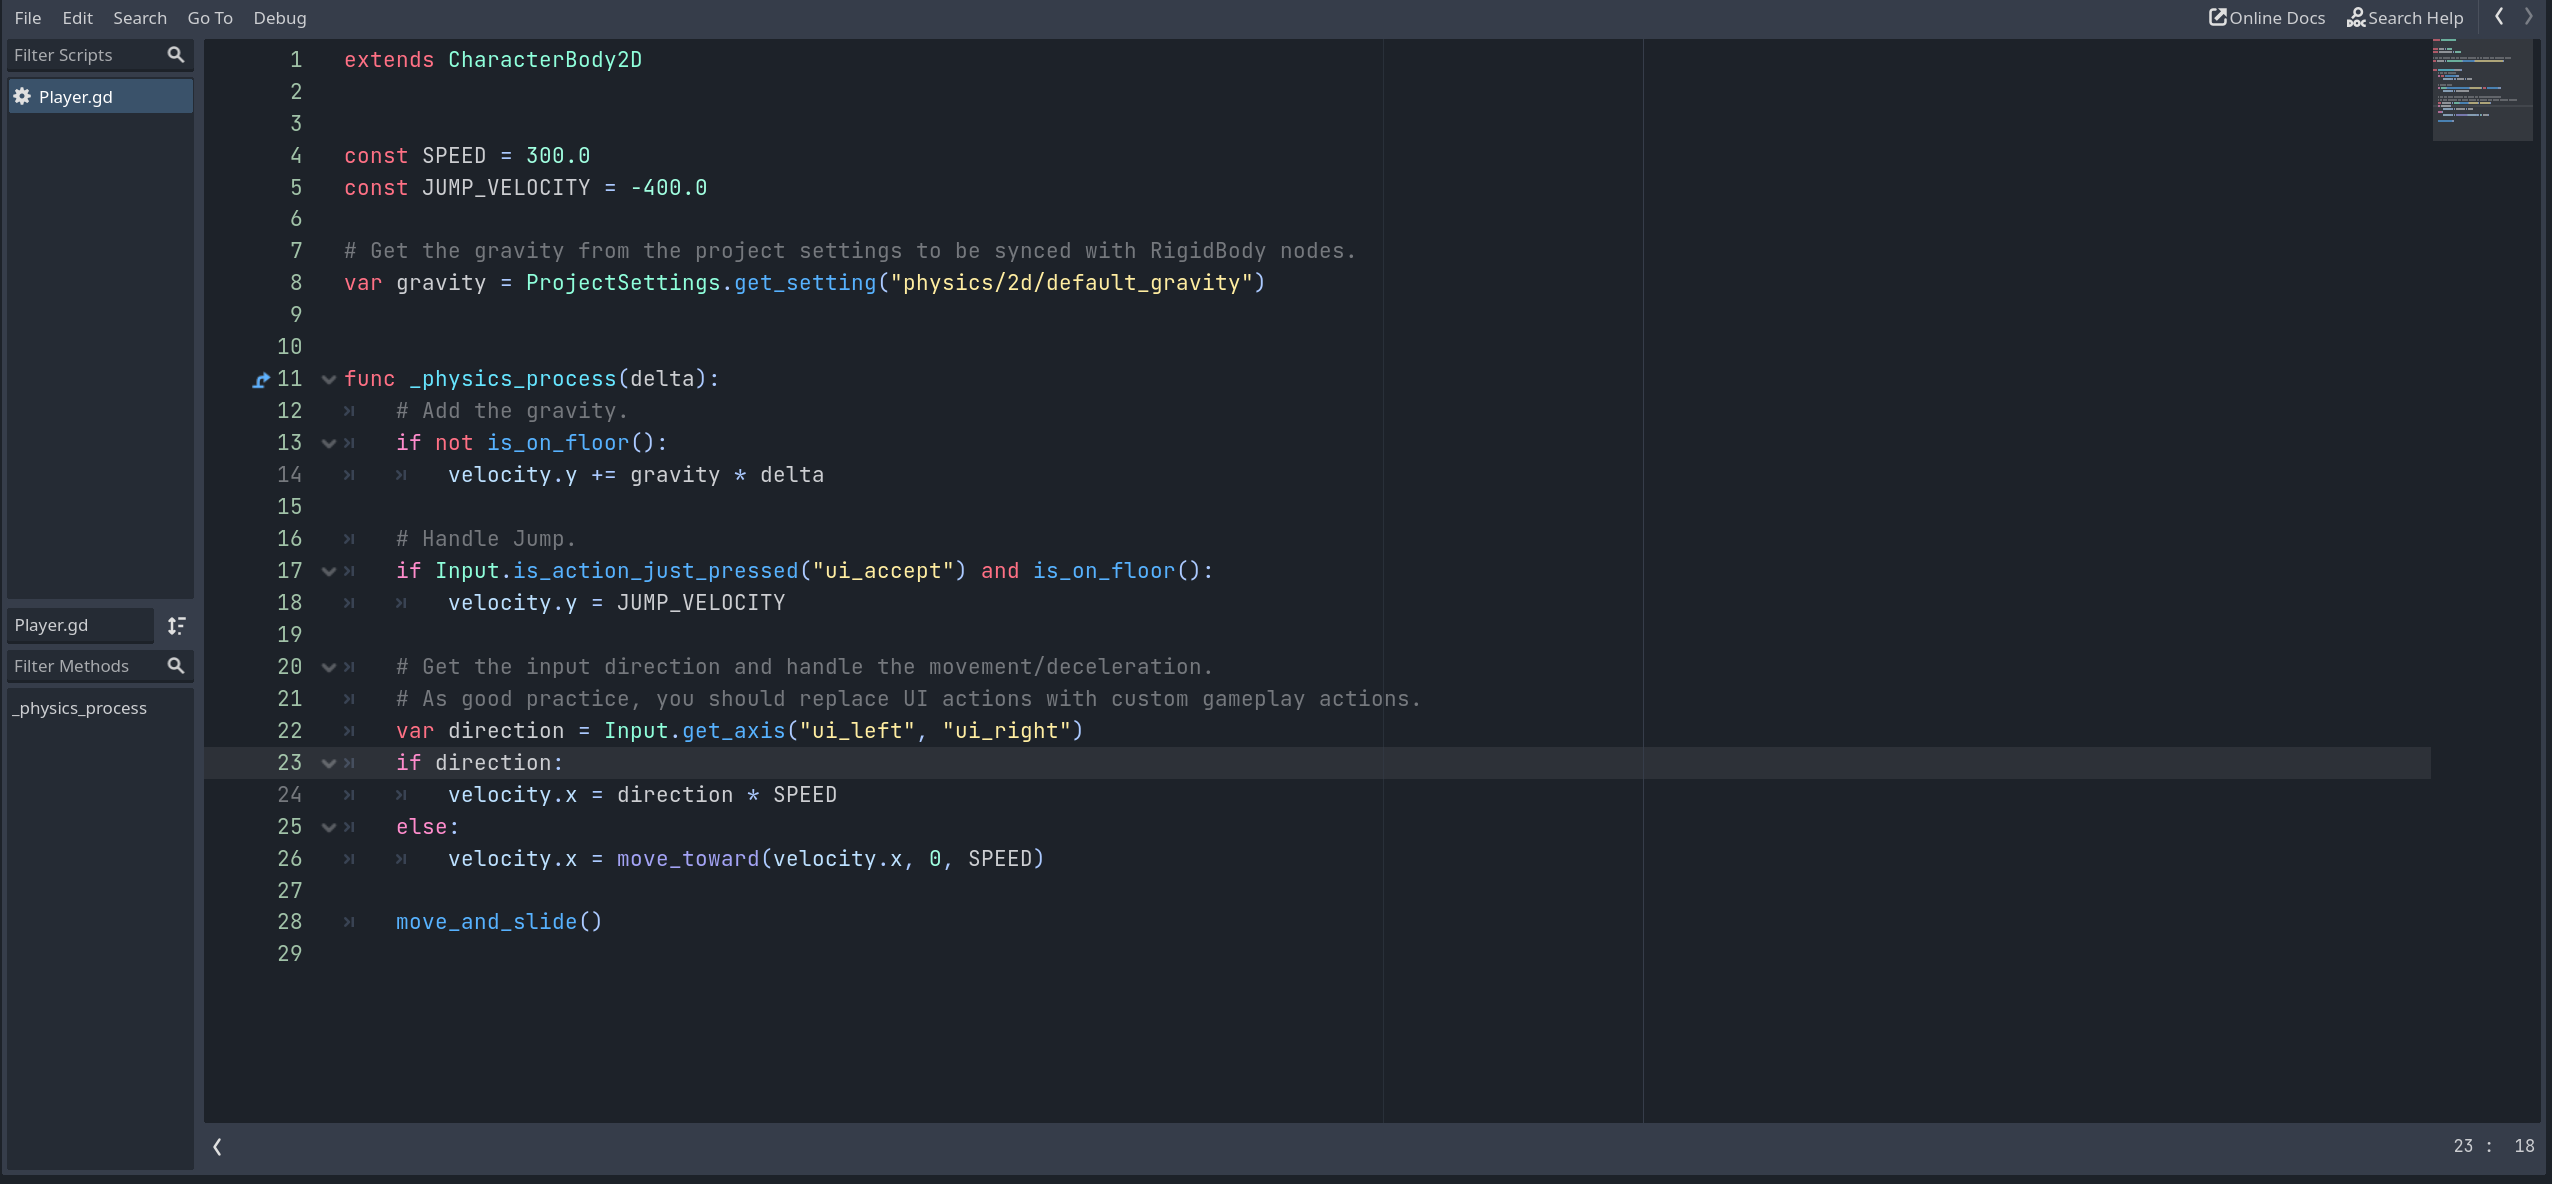 File Edit Search Go To Debug
Online Docs Search Help
Filter Scripts
Player.gd
Player.gd
Filter Methods
_physics_process
1 extends CharacterBody2D
2
3
4 const SPEED = 300.0
5 const JUMP_VELOCITY = -400.0
6
7 # Get the gravity from the project settings to be synced with RigidBody nodes.
8 var gravity = ProjectSettings.get_setting("physics/2d/default_gravity")
9
10
11 func _physics_process(delta):
12 # Add the gravity.
13 if not is_on_floor():
14 velocity.y += gravity * delta
15
16 # Handle Jump.
17 if Input.is_action_just_pressed("ui_accept") and is_on_floor():
18 velocity.y = JUMP_VELOCITY
19
20 # Get the input direction and handle the movement/deceleration.
21 # As good practice, you should replace UI actions with custom gameplay actions.
22 var direction = Input.get_axis("ui_left", "ui_right")
23 if direction:
24 velocity.x = direction * SPEED
25 else:
26 velocity.x = move_toward(velocity.x, 0, SPEED)
27
28 move_and_slide()
29
23 : 18